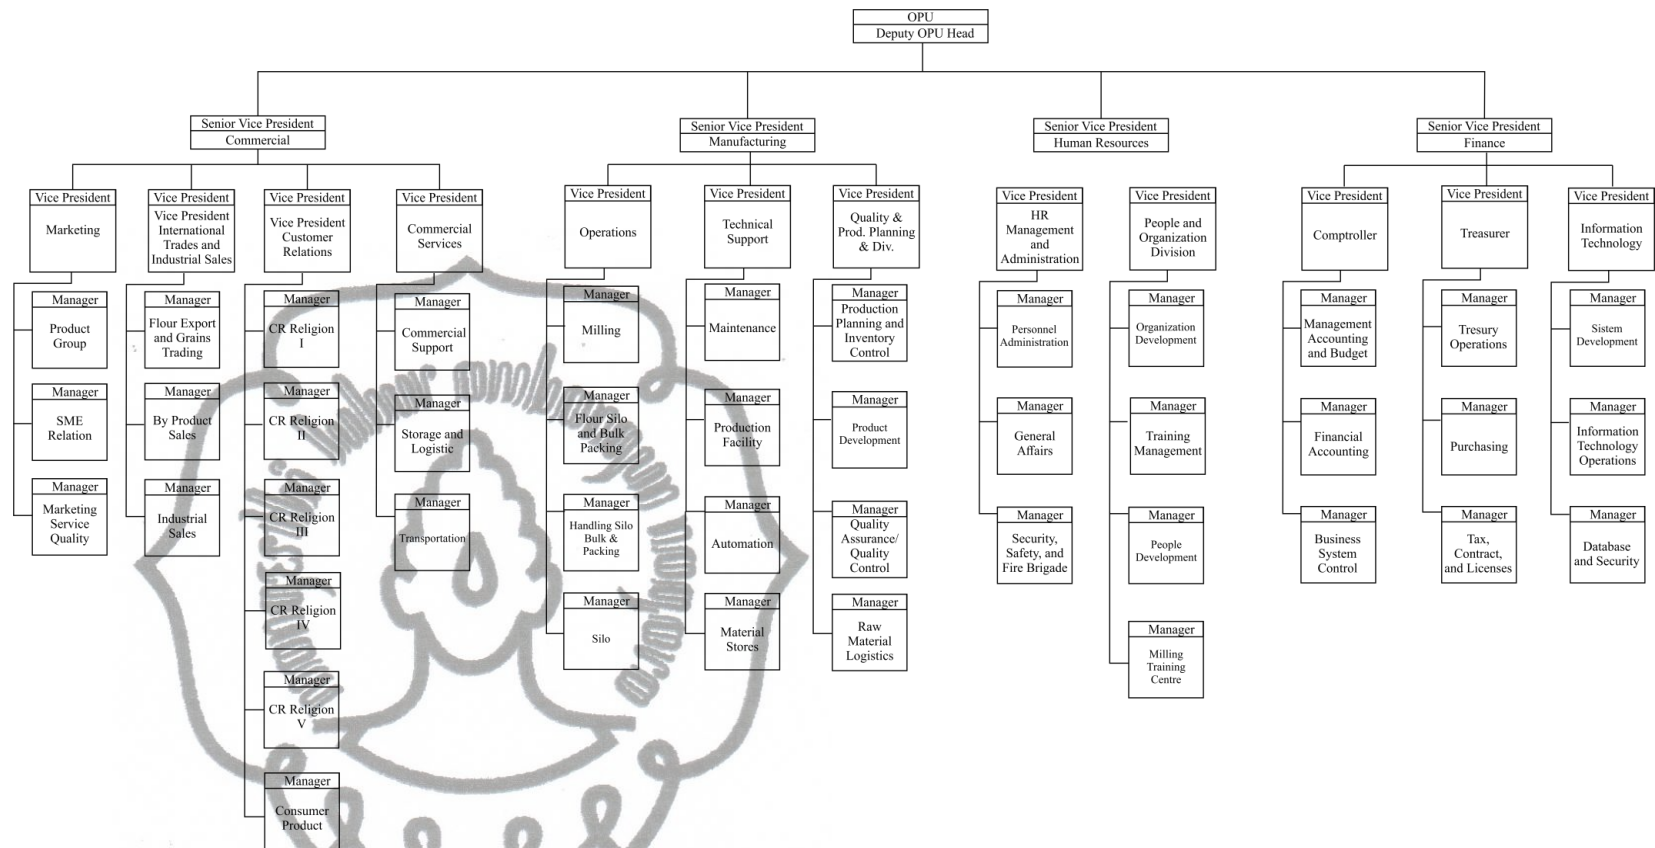 OPU
Deputy OPU Head
Senior Vice President
Commercial
Senior Vice President
Manufacturing
Senior Vice President
Human Resources
Senior Vice President
Finance
Vice President
Marketing
Vice President
Vice President
International
Trades and
Industrial Sales
Vice President
Vice President
Customer
Relations
Vice President
Commercial
Services
Vice President
Operations
Vice President
Technical
Support
Vice President
Quality &
Prod. Planning
& Div.
Vice President
HR
Management
and
Administration
Vice President
People and
Organization
Division
Vice President
Comptroller
Vice President
Treasurer
Vice President
Information
Technology
Manager
Product
Group
Manager
SME
Relation
Manager
Marketing
Service
Quality
Manager
Flour Export
and Grains
Trading
Manager
By Product
Sales
Manager
Industrial
Sales
Manager
CR Religion
I
Manager
CR Religion
II
Manager
CR Religion
III
Manager
CR Religion
IV
Manager
CR Religion
V
Manager
Consumer
Product
Manager
Commercial
Support
Manager
Storage and
Logistic
Manager
Transportation
Manager
Milling
Manager
Flour Silo
and Bulk
Packing
Manager
Handling Silo
Bulk &
Packing
Manager
Silo
Manager
Maintenance
Manager
Production
Facility
Manager
Automation
Manager
Material
Stores
Manager
Production
Planning and
Inventory
Control
Manager
Product
Development
Manager
Quality
Assurance/
Quality
Control
Manager
Raw
Material
Logistics
Manager
Personnel
Administration
Manager
General
Affairs
Manager
Security,
Safety, and
Fire Brigade
Manager
Organization
Development
Manager
Training
Management
Manager
People
Development
Manager
Milling
Training
Centre
Manager
Management
Accounting
and Budget
Manager
Financial
Accounting
Manager
Business
System
Control
Manager
Tresury
Operations
Manager
Purchasing
Manager
Tax,
Contract,
and Licenses
Manager
Sistem
Development
Manager
Information
Technology
Operations
Manager
Database
and Security